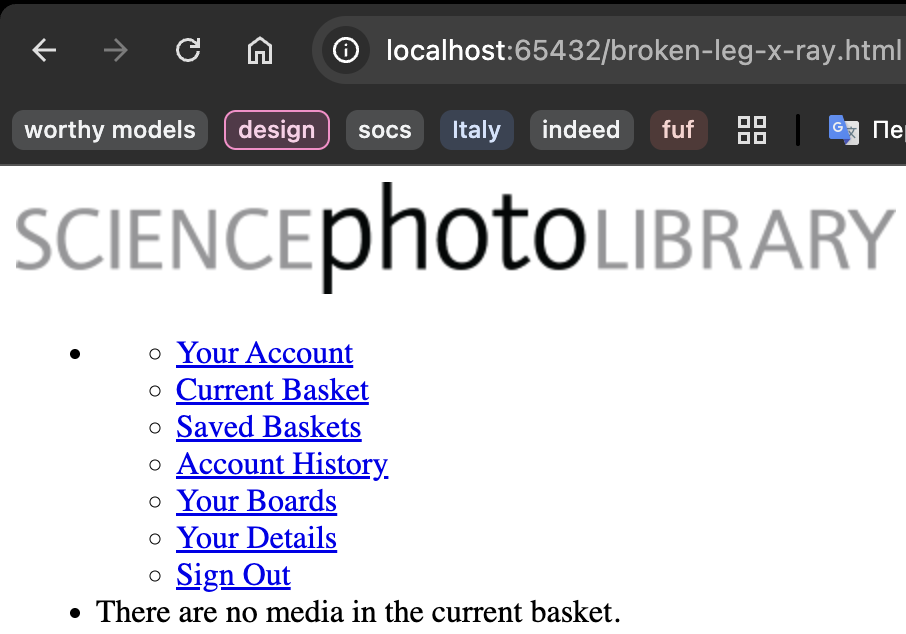 localhost:65432/broken-leg-x-ray.html
worthy models design socs Italy indeed fuf
SCIENCEphotoLIBRARY
Your Account
Current Basket
Saved Baskets
Account History
Your Boards
Your Details
Sign Out
There are no media in the current basket.